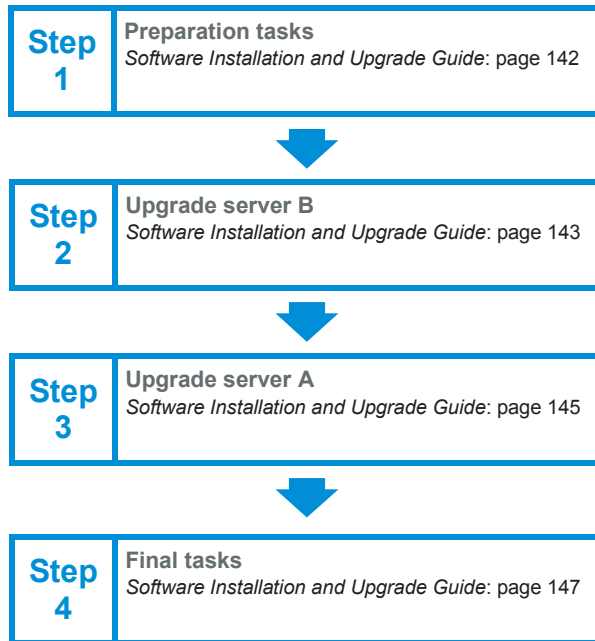 Step
1
Preparation tasks
Software Installation and Upgrade Guide: page 142
Step
2
Upgrade server B
Software Installation and Upgrade Guide: page 143
Step
3
Upgrade server A
Software Installation and Upgrade Guide: page 145
Step
4
Final tasks
Software Installation and Upgrade Guide: page 147